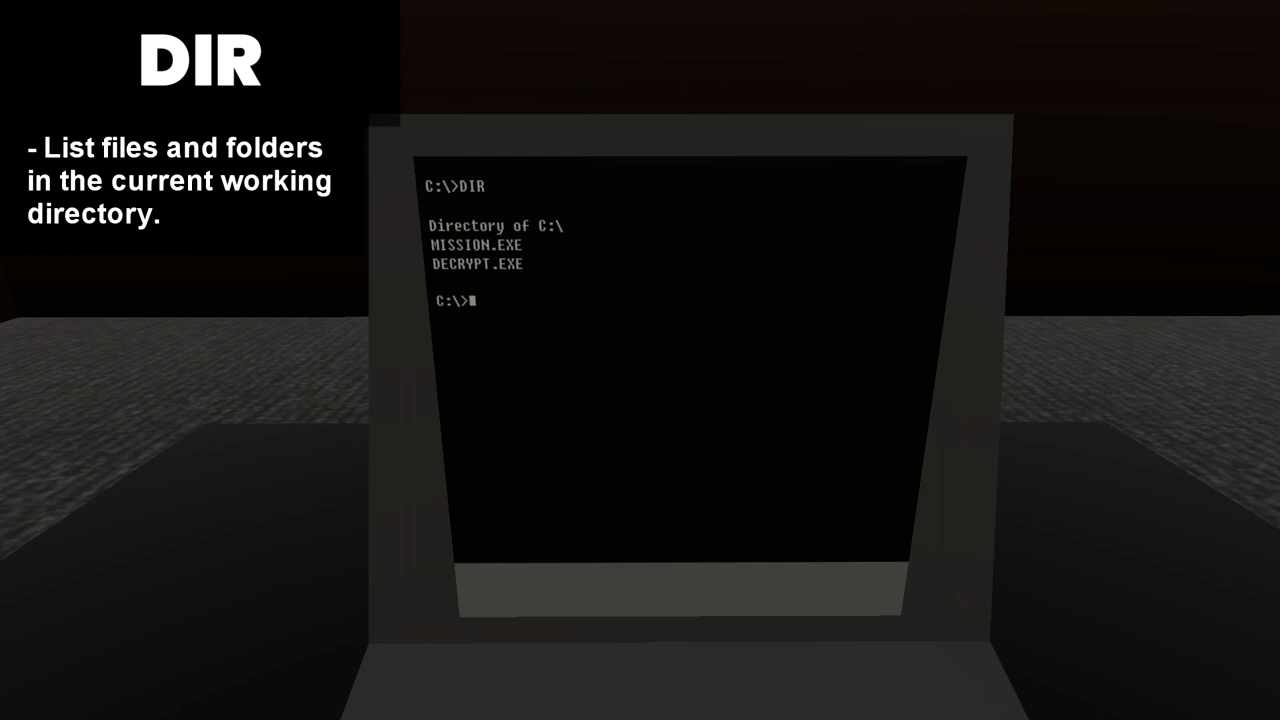 DIR
- List files and folders
in the current working
directory.
C:\>DIR
Directory of C:\
MISSION.EXE
DECRYPT.EXE
C:\>